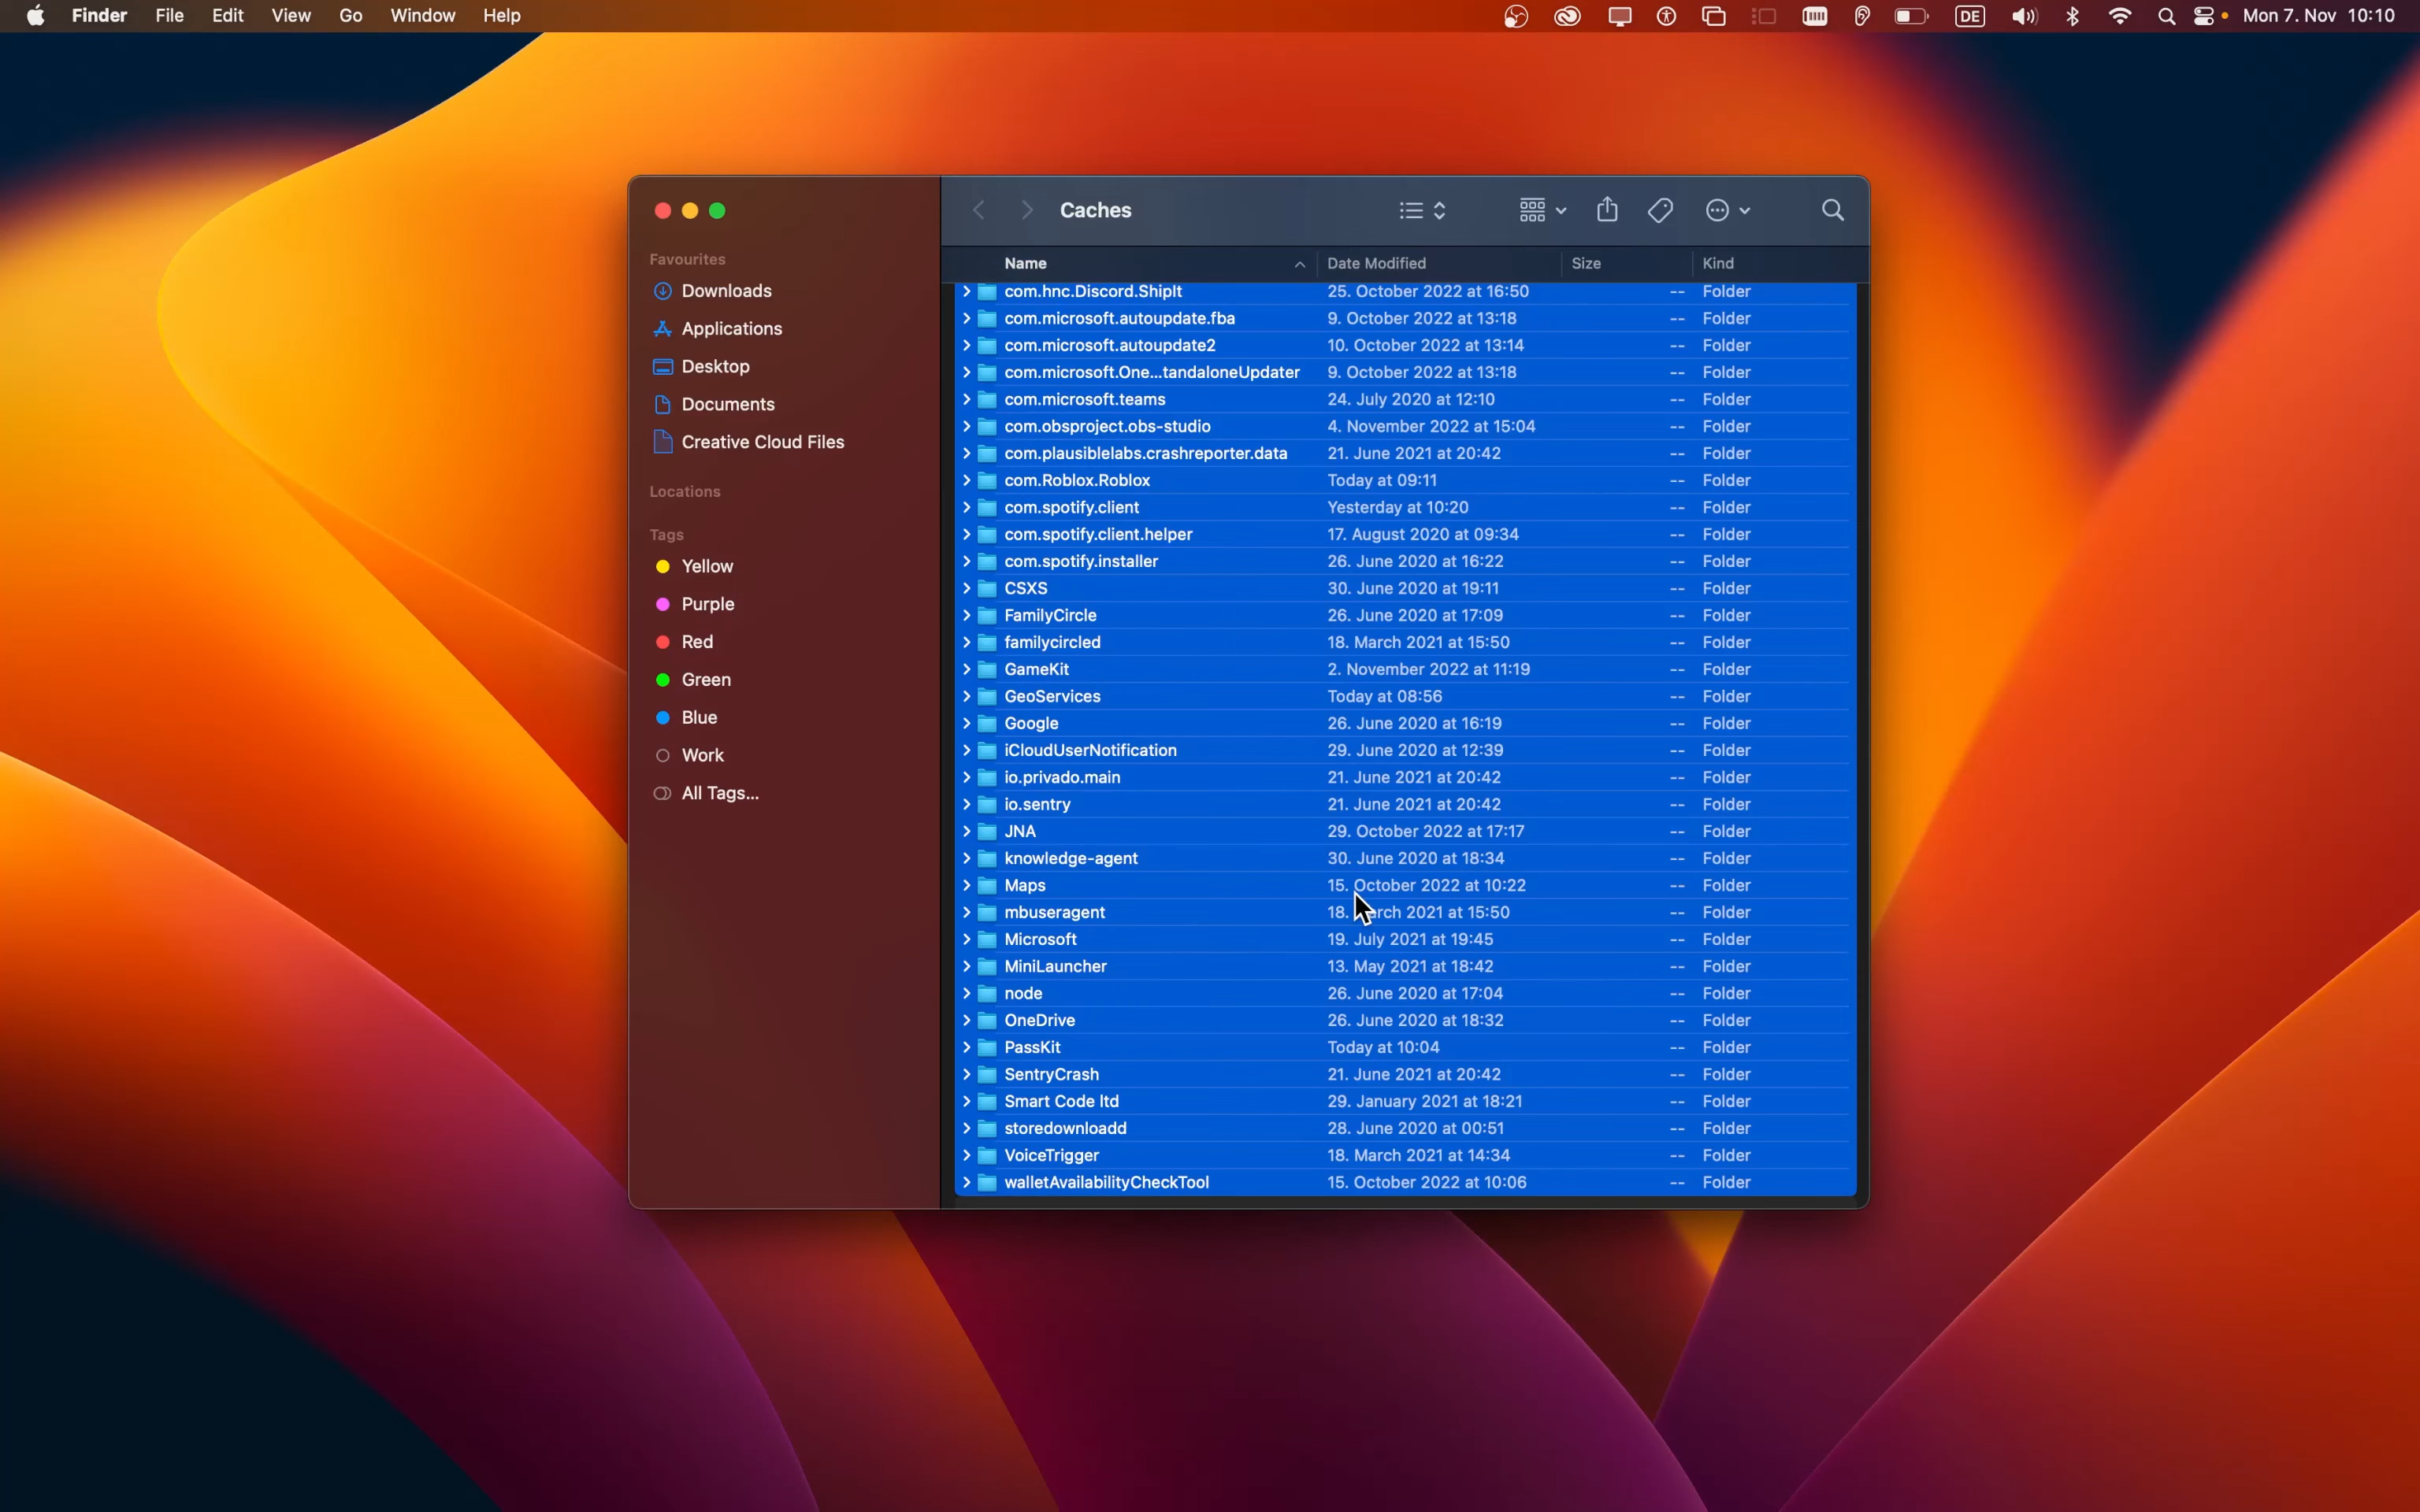 Finder File Edit View Go Window Help DE Mon 7. Nov 10:10
Caches
Favourites
Downloads
Applications
Desktop
Documents
Creative Cloud Files
Locations
Tags
Yellow
Purple
Red
Green
Blue
Work
All Tags...
Name Date Modified Size Kind
com.hnc.Discord.ShipIt 25. October 2022 at 16:50 -- Folder
com.microsoft.autoupdate.fba 9. October 2022 at 13:18 -- Folder
com.microsoft.autoupdate2 10. October 2022 at 13:14 -- Folder
com.microsoft.One...tandaloneUpdater 9. October 2022 at 13:18 -- Folder
com.microsoft.teams 24. July 2020 at 12:10 -- Folder
com.obsproject.obs-studio 4. November 2022 at 15:04 -- Folder
com.plausiblelabs.crashreporter.data 21. June 2021 at 20:42 -- Folder
com.Roblox.Roblox Today at 09:11 -- Folder
com.spotify.client Yesterday at 10:20 -- Folder
com.spotify.client.helper 17. August 2020 at 09:34 -- Folder
com.spotify.installer 26. June 2020 at 16:22 -- Folder
CSXS 30. June 2020 at 19:11 -- Folder
FamilyCircle 26. June 2020 at 17:09 -- Folder
familycircled 18. March 2021 at 15:50 -- Folder
GameKit 2. November 2022 at 11:19 -- Folder
GeoServices Today at 08:56 -- Folder
Google 26. June 2020 at 16:19 -- Folder
iCloudUserNotification 29. June 2020 at 12:39 -- Folder
io.privado.main 21. June 2021 at 20:42 -- Folder
io.sentry 21. June 2021 at 20:42 -- Folder
JNA 29. October 2022 at 17:17 -- Folder
knowledge-agent 30. June 2020 at 18:34 -- Folder
Maps 15. October 2022 at 10:22 -- Folder
mbuseragent 18. March 2021 at 15:50 -- Folder
Microsoft 19. July 2021 at 19:45 -- Folder
MiniLauncher 13. May 2021 at 18:42 -- Folder
node 26. June 2020 at 17:04 -- Folder
OneDrive 26. June 2020 at 18:32 -- Folder
PassKit Today at 10:04 -- Folder
SentryCrash 21. June 2021 at 20:42 -- Folder
Smart Code ltd 29. January 2021 at 18:21 -- Folder
storedownloadd 28. June 2020 at 00:51 -- Folder
VoiceTrigger 18. March 2021 at 14:34 -- Folder
walletAvailabilityCheckTool 15. October 2022 at 10:06 -- Folder